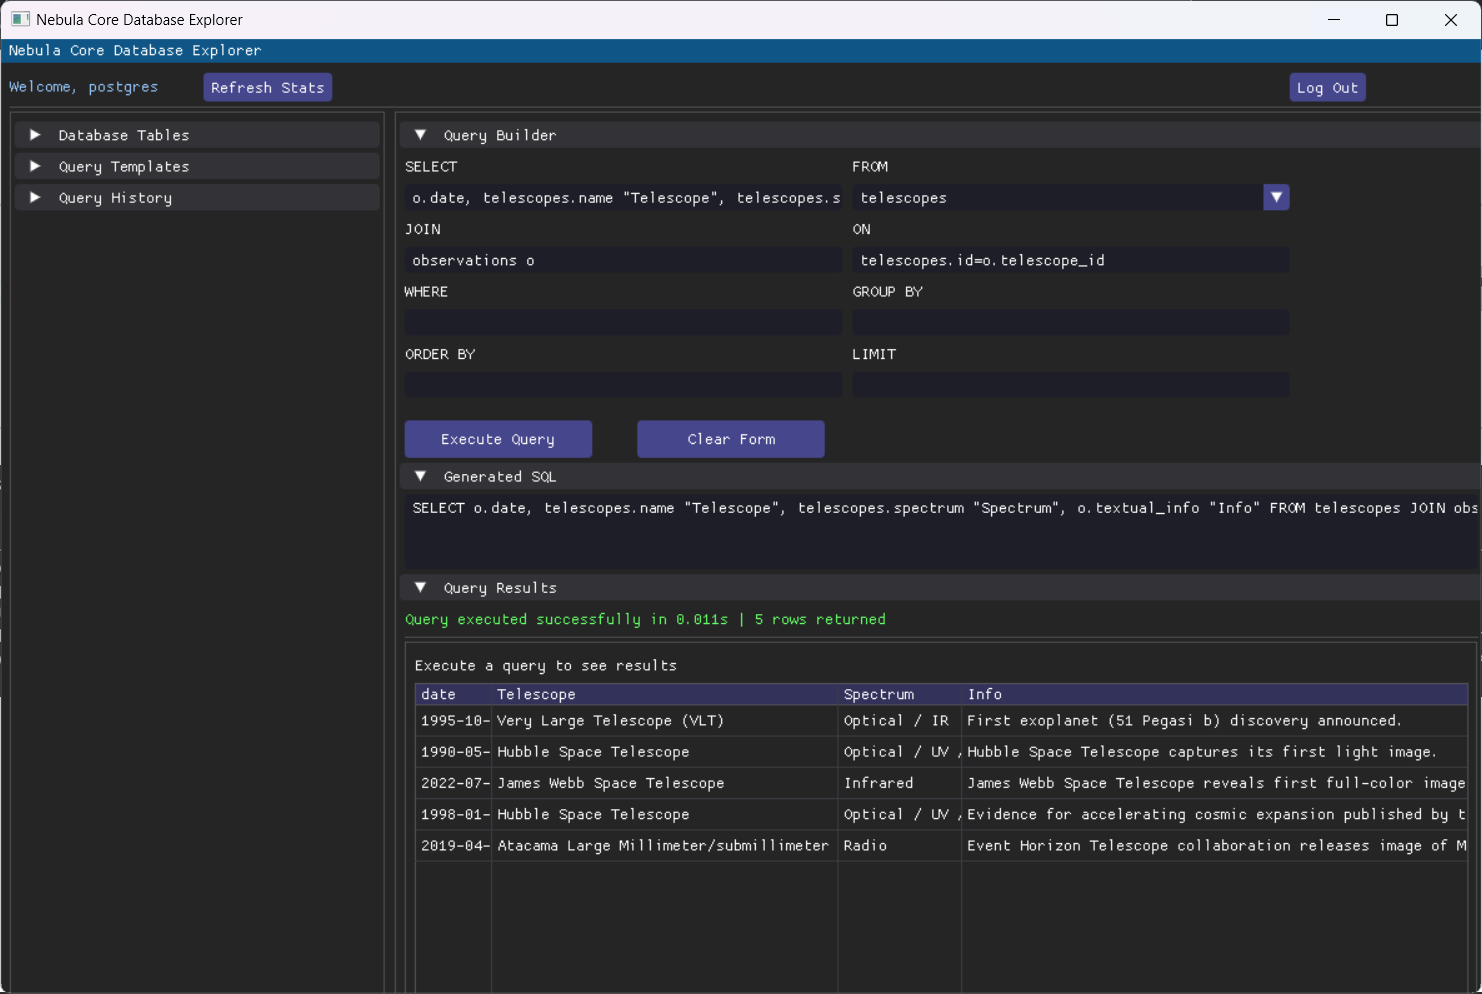 Nebula Core Database Explorer
Nebula Core Database Explorer
Welcome, postgres
Refresh Stats
Log Out
Database Tables
Query Templates
Query History
Query Builder
SELECT
FROM
o.date, telescopes.name "Telescope", telescopes.s
telescopes
JOIN
ON
observations o
telescopes.id=o.telescope_id
WHERE
GROUP BY
ORDER BY
LIMIT
Execute Query
Clear Form
Generated SQL
SELECT o.date, telescopes.name "Telescope", telescopes.spectrum "Spectrum", o.textual_info "Info" FROM telescopes JOIN obs
Query Results
Query executed successfully in 0.011s | 5 rows returned
Execute a query to see results
date Telescope Spectrum Info
1995-10- Very Large Telescope (VLT) Optical / IR First exoplanet (51 Pegasi b) discovery announced.
1990-05- Hubble Space Telescope Optical / UV / Hubble Space Telescope captures its first light image.
2022-07- James Webb Space Telescope Infrared James Webb Space Telescope reveals first full-color image
1998-01- Hubble Space Telescope Optical / UV / Evidence for accelerating cosmic expansion published by t
2019-04- Atacama Large Millimeter/submillimeter Radio Event Horizon Telescope collaboration releases image of M